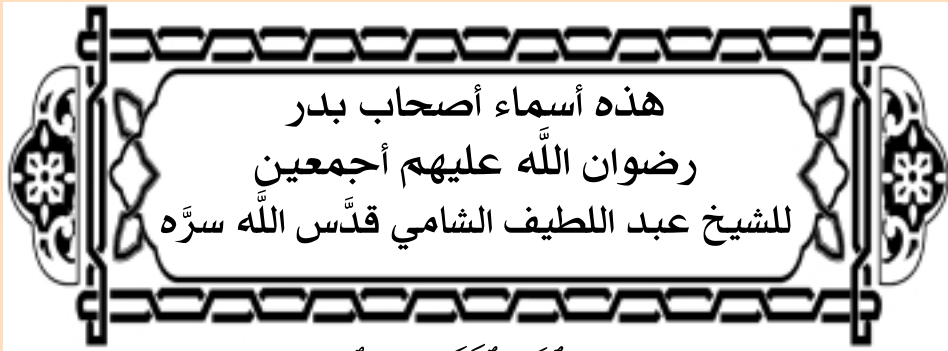 هذه أسماء أصحاب بدر
رضوان اللَّه عليهم أجمعين
للشيخ عبد اللطيف الشامي قدَّس اللَّه سرَّه